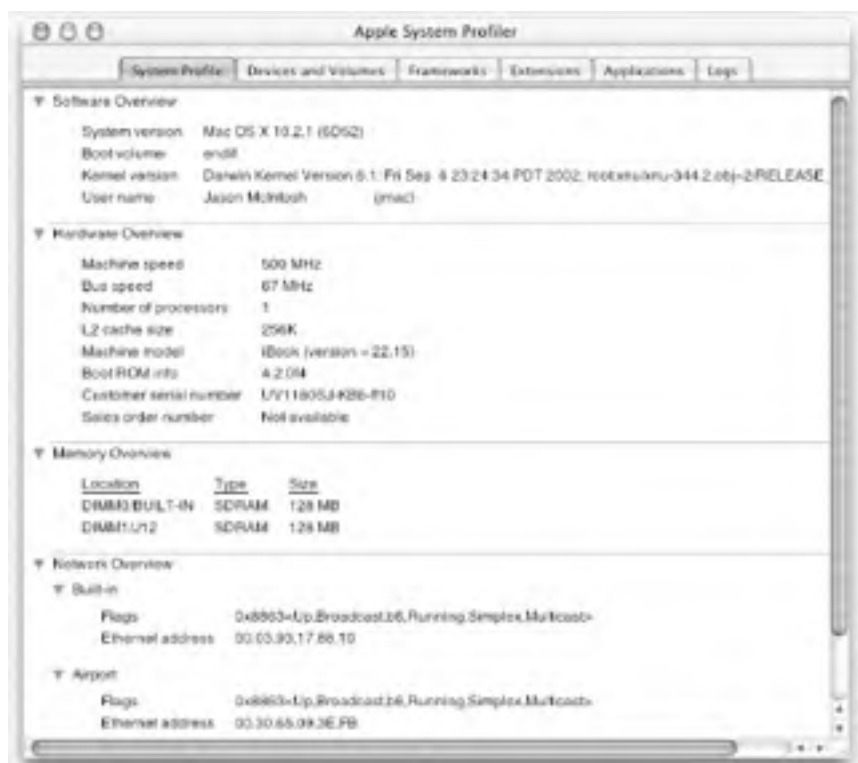 Apple System Profiler
System Profile Devices and Volumes Frameworks Extensions Applications Logs
Software Overview
System version Mac OS X 10.2.1 (6D52)
Boot volume endif
Kernel version Darwin Kernel Version 6.1: Fri Sep 6 23:24:34 PDT 2002; root:xnu/xnu-344.2.obj~2/RELEASE_
User name Jason McIntosh (jmac)
Hardware Overview
Machine speed 500 MHz
Bus speed 67 MHz
Number of processors 1
L2 cache size 256K
Machine model iBook (version = 22.15)
Boot ROM info
Customer serial number
Sales order number Not available
Memory Overview
Location Type Size
DIMM0/BUILT-IN SDRAM 128 MB
DIMM1/J12 SDRAM 128 MB
Network Overview
Built-in
Flags 0x8863<Up,Broadcast,b6,Running,Simplex,Multicast>
Ethernet address
Airport
Flags 0x8863<Up,Broadcast,b6,Running,Simplex,Multicast>
Ethernet address